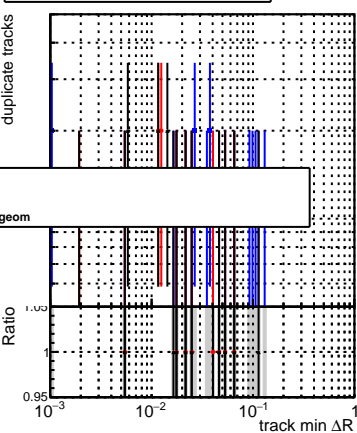 duplicate tracks
geom
Ratio
1.05
1
0.95
10⁻³ 10⁻² 10⁻¹ 1
track min ΔR